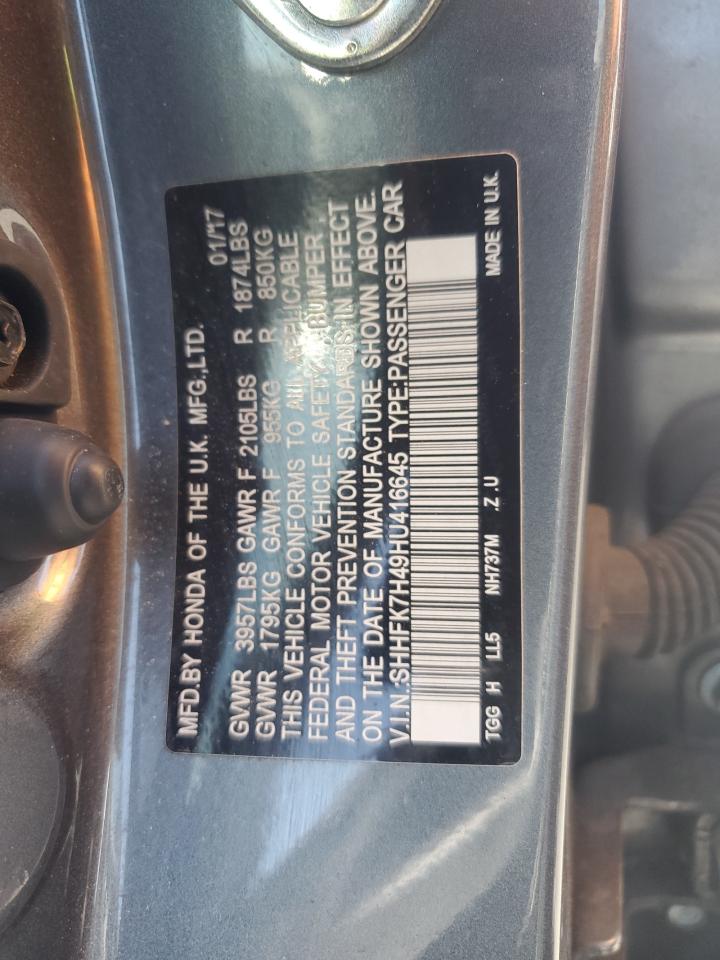 MFD.BY HONDA OF THE U.K. MFG.,LTD. 01/17
GVWR 3957LBS GAWR F 2105LBS R 1874LBS
GVWR 1795KG GAWR F 955KG R 850KG
THIS VEHICLE CONFORMS TO ALL APPLICABLE
FEDERAL MOTOR VEHICLE SAFETY, BUMPER,
AND THEFT PREVENTION STANDARDS IN EFFECT
ON THE DATE OF MANUFACTURE SHOWN ABOVE.
V.I.N.:SHHFK7H49HU416645 TYPE:PASSENGER CAR
TGG H LL5 NH737M .Z .U MADE IN U.K.